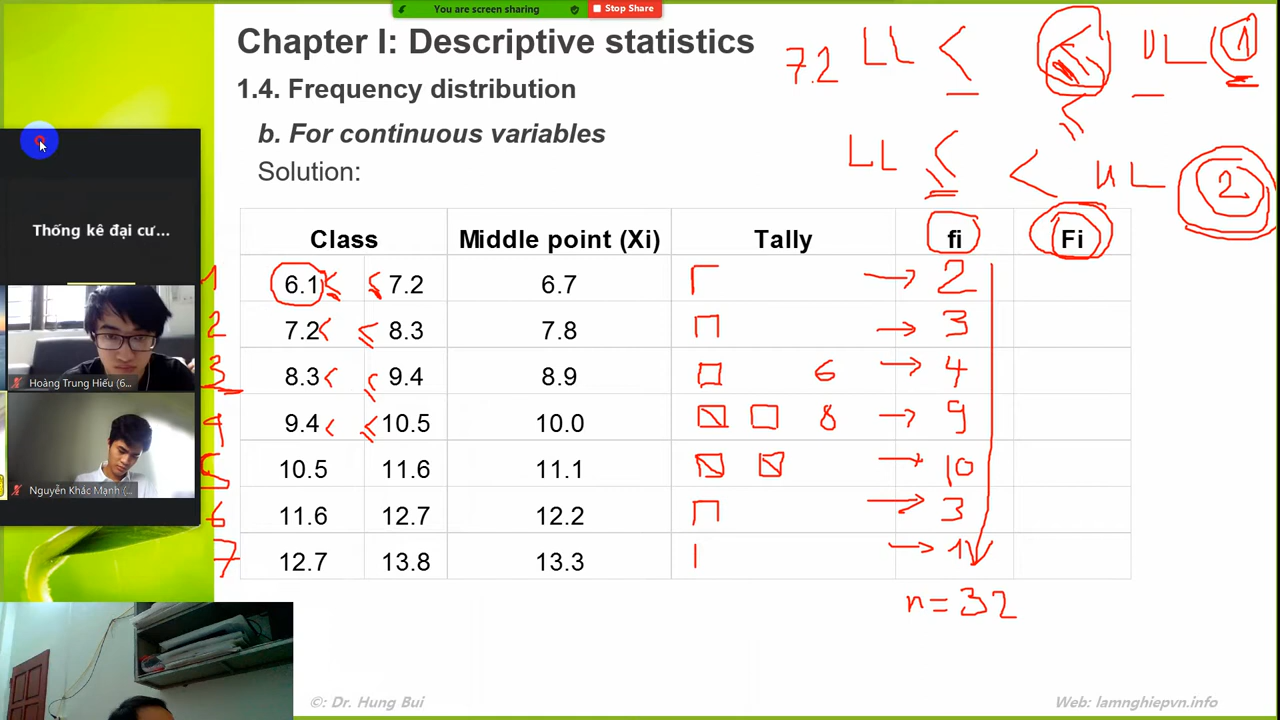 You are screen sharing Stop Share
Chapter I: Descriptive statistics
1.4. Frequency distribution
b. For continuous variables
Solution:
7.2 LL < < UL 1
≤
LL ≤ < UL 2
Thống kê đại cư...
Hoàng Trung Hiếu (6...
Nguyễn Khắc Mạnh (...
Class Middle point (Xi) Tally fi Fi
1 6.1 ≤ ≤ 7.2 6.7 → 2
2 7.2 < ≤ 8.3 7.8 → 3
3 8.3 < ≤ 9.4 8.9 6 → 4
4 9.4 < ≤ 10.5 10.0 8 → 9
5 10.5 11.6 11.1 → 10
6 11.6 12.7 12.2 → 3
7 12.7 13.8 13.3 → 1
n = 32
©: Dr. Hung Bui
Web: lamnghiepvn.info